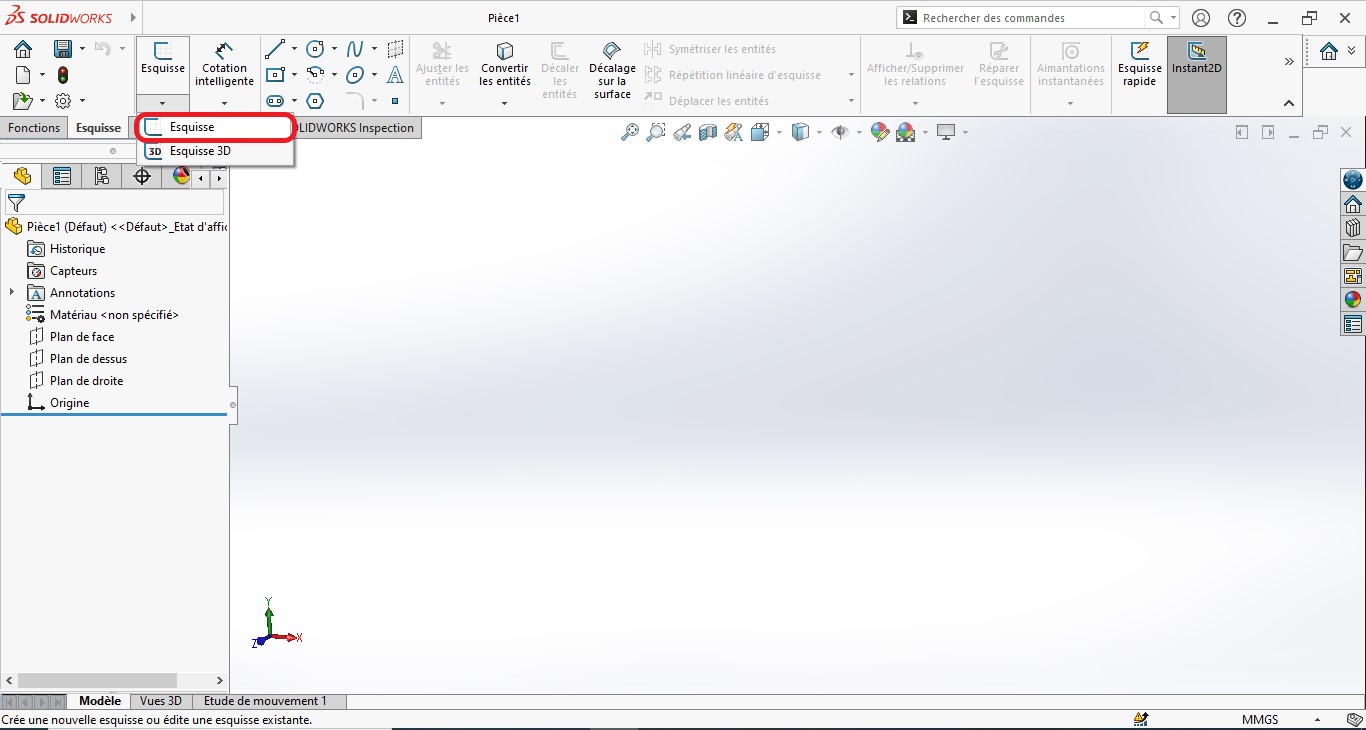 SOLIDWORKS
Pièce1
Rechercher des commandes
Esquisse
Cotation
intelligente
Ajuster les
entités
Convertir
les entités
Décaler
les
entités
Décalage
sur la
surface
Symétriser les entités
Répétition linéaire d'esquisse
Déplacer les entités
Afficher/Supprimer
les relations
Réparer
l'esquisse
Aimantations
instantanées
Esquisse
rapide
Instant2D
Fonctions
Esquisse
OLIDWORKS Inspection
Esquisse
3D Esquisse 3D
Pièce1 (Défaut) <<Défaut>_Etat d'affi
Historique
Capteurs
A Annotations
Matériau <non spécifié>
Plan de face
Plan de dessus
Plan de droite
Origine
Y
X
Z
Modèle
Vues 3D
Etude de mouvement 1
Crée une nouvelle esquisse ou édite une esquisse existante.
MMGS